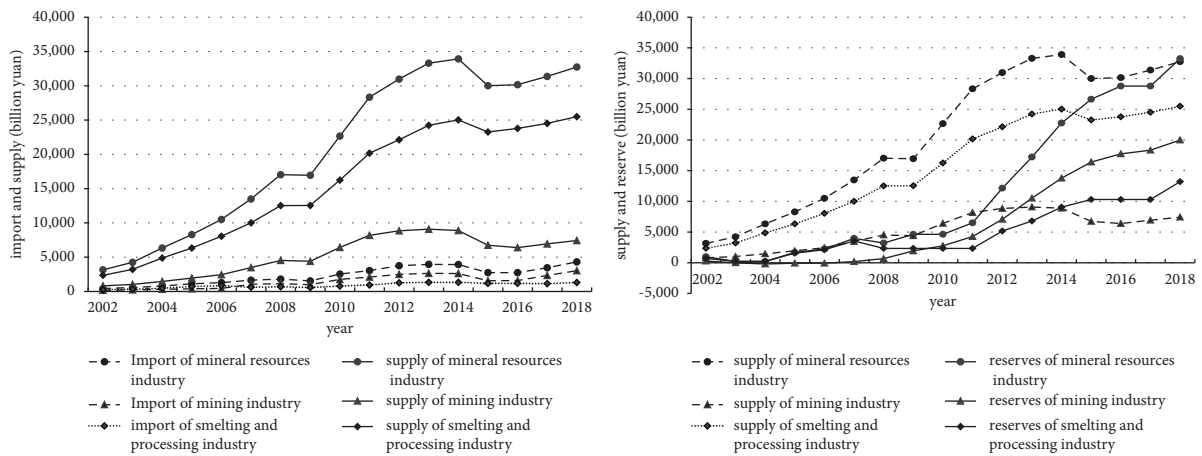 40,000
35,000
30,000
25,000
20,000
15,000
10,000
5,000
0
import and supply (billion yuan)
2002 2004 2006 2008 2010 2012 2014 2016 2018
year
Import of mineral resources
industry
Import of mining industry
import of smelting and
processing industry
supply of mineral resources
industry
supply of mining industry
supply of smelting and
processing industry
40,000
35,000
30,000
25,000
20,000
15,000
10,000
5,000
0
-5,000
supply and reserve (billion yuan)
2002 2004 2006 2008 2010 2012 2014 2016 2018
year
supply of mineral resources
industry
supply of mining industry
supply of smelting and
processing industry
reserves of mineral resources
industry
reserves of mining industry
reserves of smelting and
processing industry